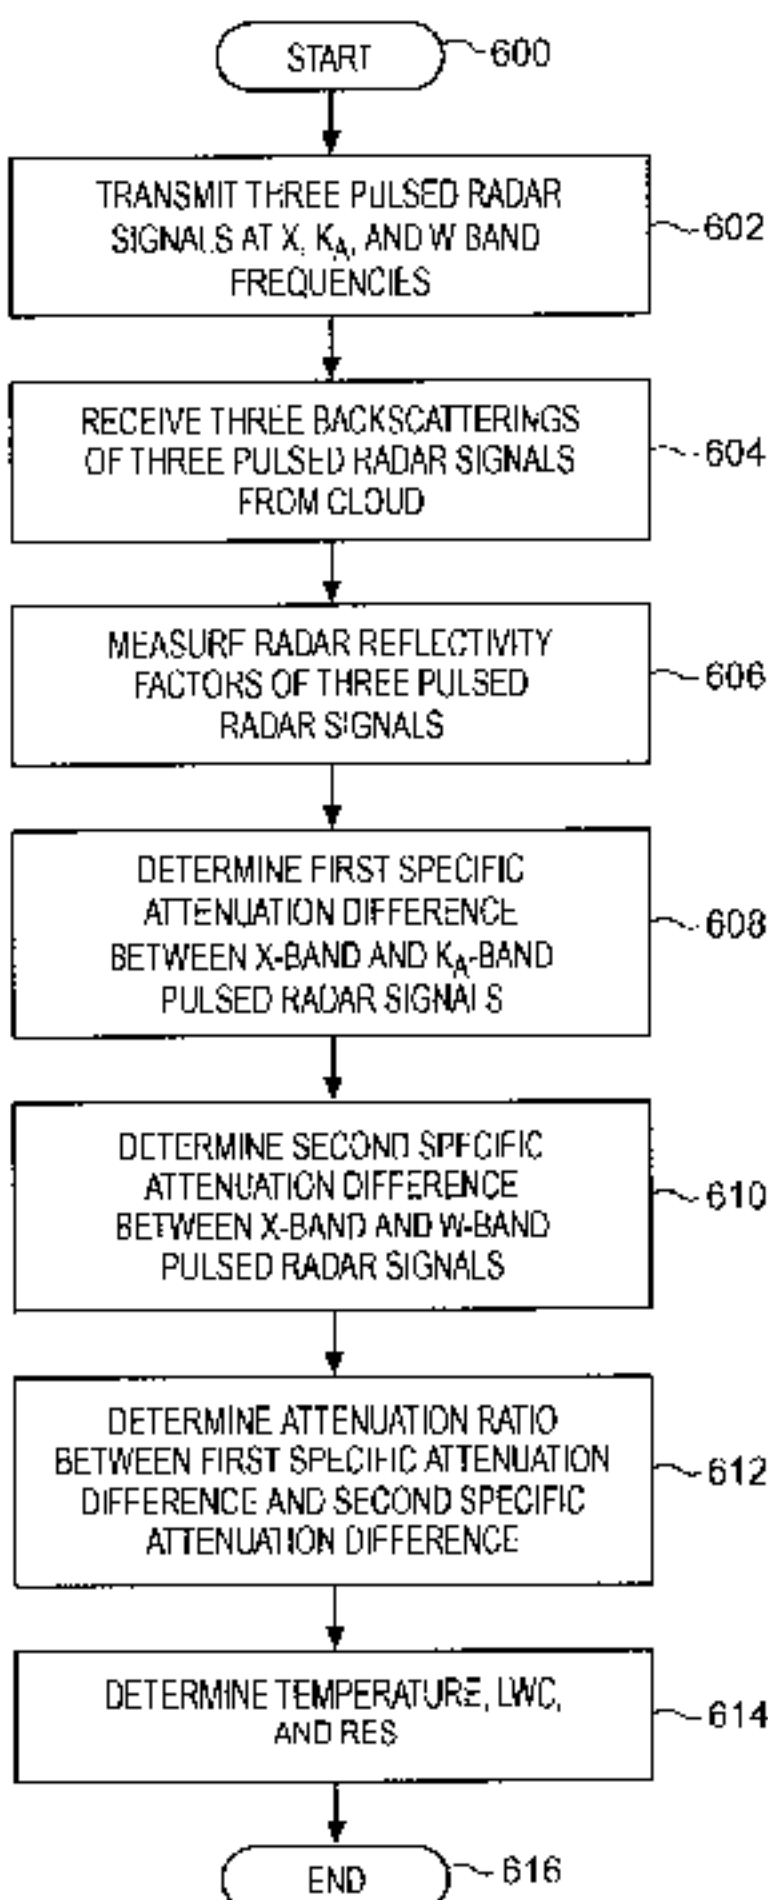 START
600
TRANSMIT THREE PULSED RADAR
SIGNALS AT X, KA, AND W BAND
FREQUENCIES
602
RECEIVE THREE BACKSCATTERINGS
OF THREE PULSED RADAR SIGNALS
FROM CLOUD
604
MEASURE RADAR REFLECTIVITY
FACTORS OF THREE PULSED
RADAR SIGNALS
606
DETERMINE FIRST SPECIFIC
ATTENUATION DIFFERENCE
BETWEEN X-BAND AND KA-BAND
PULSED RADAR SIGNALS
608
DETERMINE SECOND SPECIFIC
ATTENUATION DIFFERENCE
BETWEEN X-BAND AND W-BAND
PULSED RADAR SIGNALS
610
DETERMINE ATTENUATION RATIO
BETWEEN FIRST SPECIFIC ATTENUATION
DIFFERENCE AND SECOND SPECIFIC
ATTENUATION DIFFERENCE
612
DETERMINE TEMPERATURE, LWC,
AND RES
614
END
616